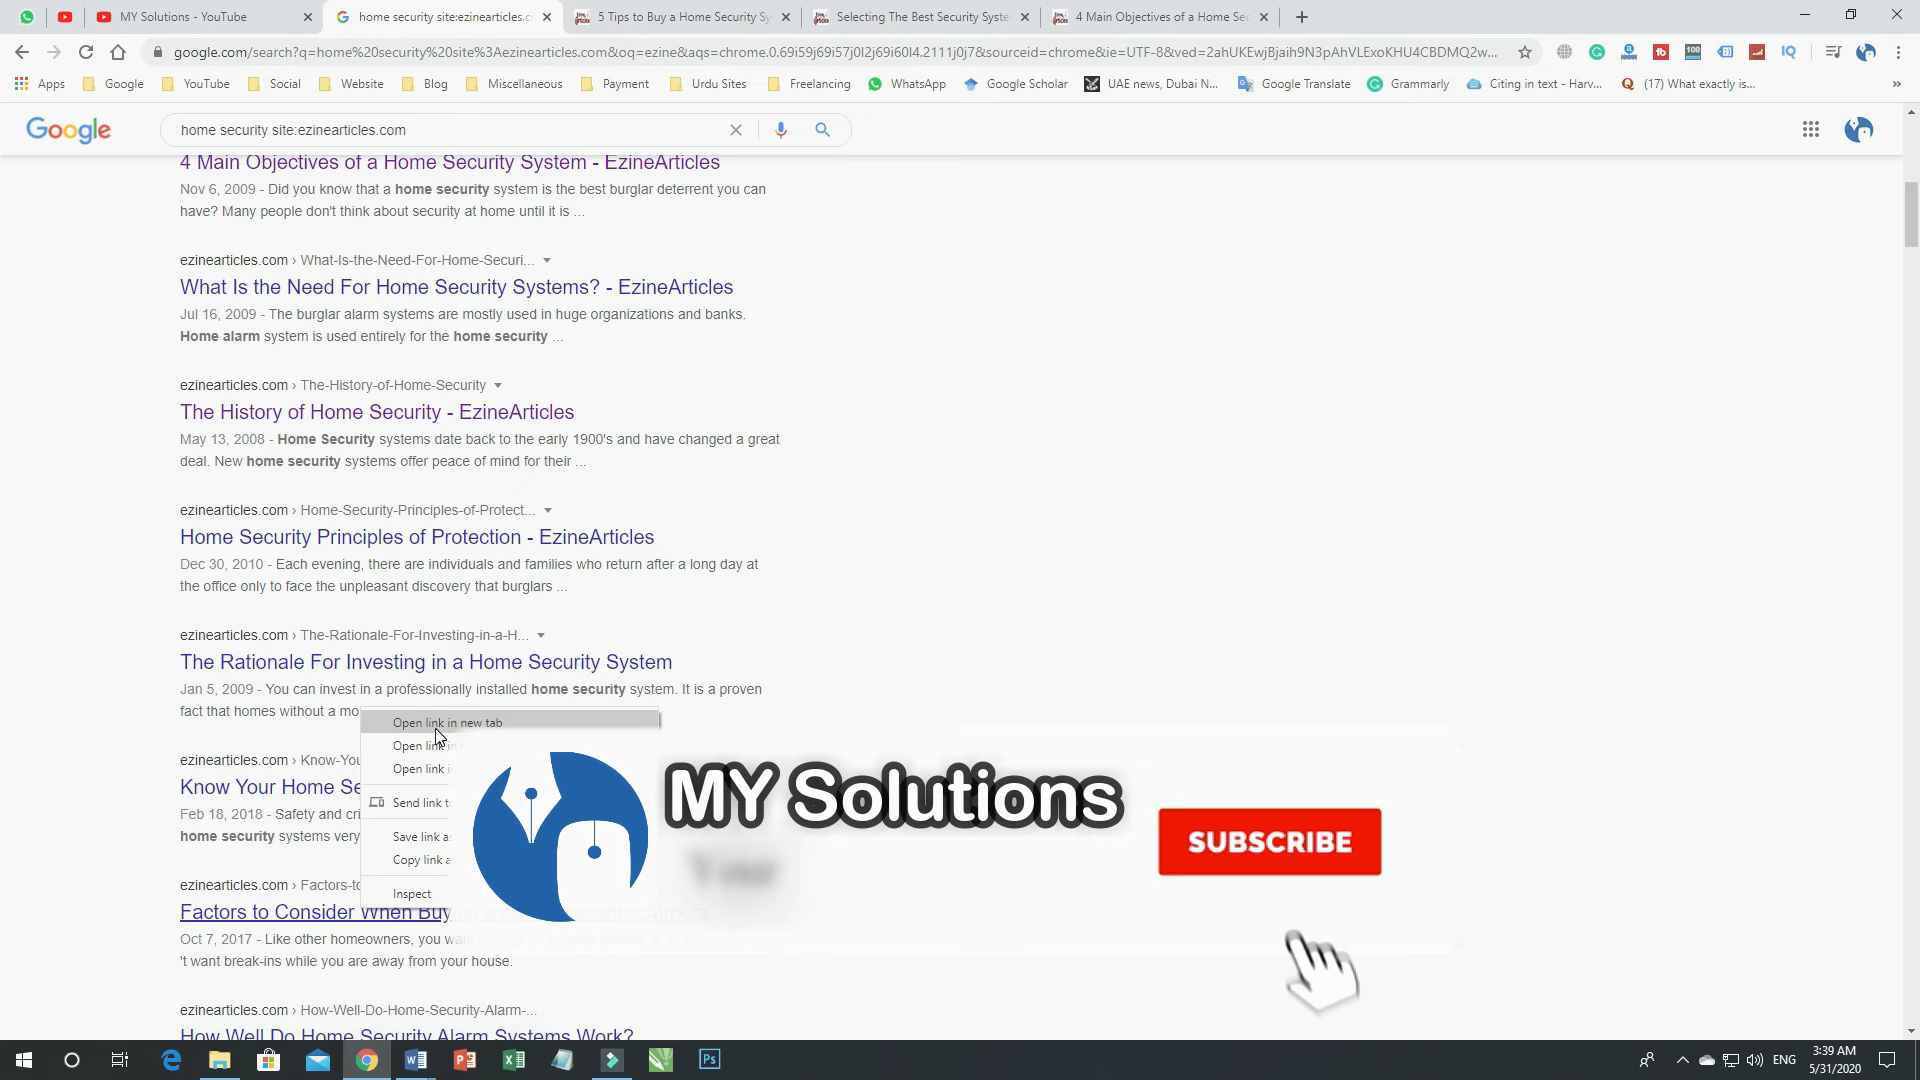 MY Solutions - YouTube
home security site:ezinearticles.c
5 Tips to Buy a Home Security Sy
Selecting The Best Security Syste
4 Main Objectives of a Home Sec
google.com/search?q=home%20security%20site%3Aezinearticles.com&oq=ezine&aqs=chrome.0.69i59j69i57j0l2j69i60l4.2111j0j7&sourceid=chrome&ie=UTF-8&ved=2ahUKEwjBjaih9N3pAhVLExoKHU4CBDMQ2w...
Apps Google YouTube Social Website Blog Miscellaneous Payment Urdu Sites Freelancing WhatsApp Google Scholar UAE news, Dubai N... Google Translate Grammarly Citing in text - Harv... (17) What exactly is... »
Google
home security site:ezinearticles.com
4 Main Objectives of a Home Security System - EzineArticles
Nov 6, 2009 - Did you know that a home security system is the best burglar deterrent you can
have? Many people don't think about security at home until it is ...
ezinearticles.com › What-Is-the-Need-For-Home-Securi...
What Is the Need For Home Security Systems? - EzineArticles
Jul 16, 2009 - The burglar alarm systems are mostly used in huge organizations and banks.
Home alarm system is used entirely for the home security ...
ezinearticles.com › The-History-of-Home-Security
The History of Home Security - EzineArticles
May 13, 2008 - Home Security systems date back to the early 1900's and have changed a great
deal. New home security systems offer peace of mind for their ...
ezinearticles.com › Home-Security-Principles-of-Protect...
Home Security Principles of Protection - EzineArticles
Dec 30, 2010 - Each evening, there are individuals and families who return after a long day at
the office only to face the unpleasant discovery that burglars ...
ezinearticles.com › The-Rationale-For-Investing-in-a-H...
The Rationale For Investing in a Home Security System
Jan 5, 2009 - You can invest in a professionally installed home security system. It is a proven
fact that homes without a mo
Open link in new tab
Open link in
Open link i
Send link to
Save link as
Copy link a
Inspect
ezinearticles.com › Know-You
Know Your Home Se
Feb 18, 2018 - Safety and cri
home security systems very
MY Solutions
Your
SUBSCRIBE
ezinearticles.com › Factors-to
Factors to Consider When Buy
Oct 7, 2017 - Like other homeowners, you wan
't want break-ins while you are away from your house.
ezinearticles.com › How-Well-Do-Home-Security-Alarm-...
How Well Do Home Security Alarm Systems Work?
ENG
3:39 AM
5/31/2020